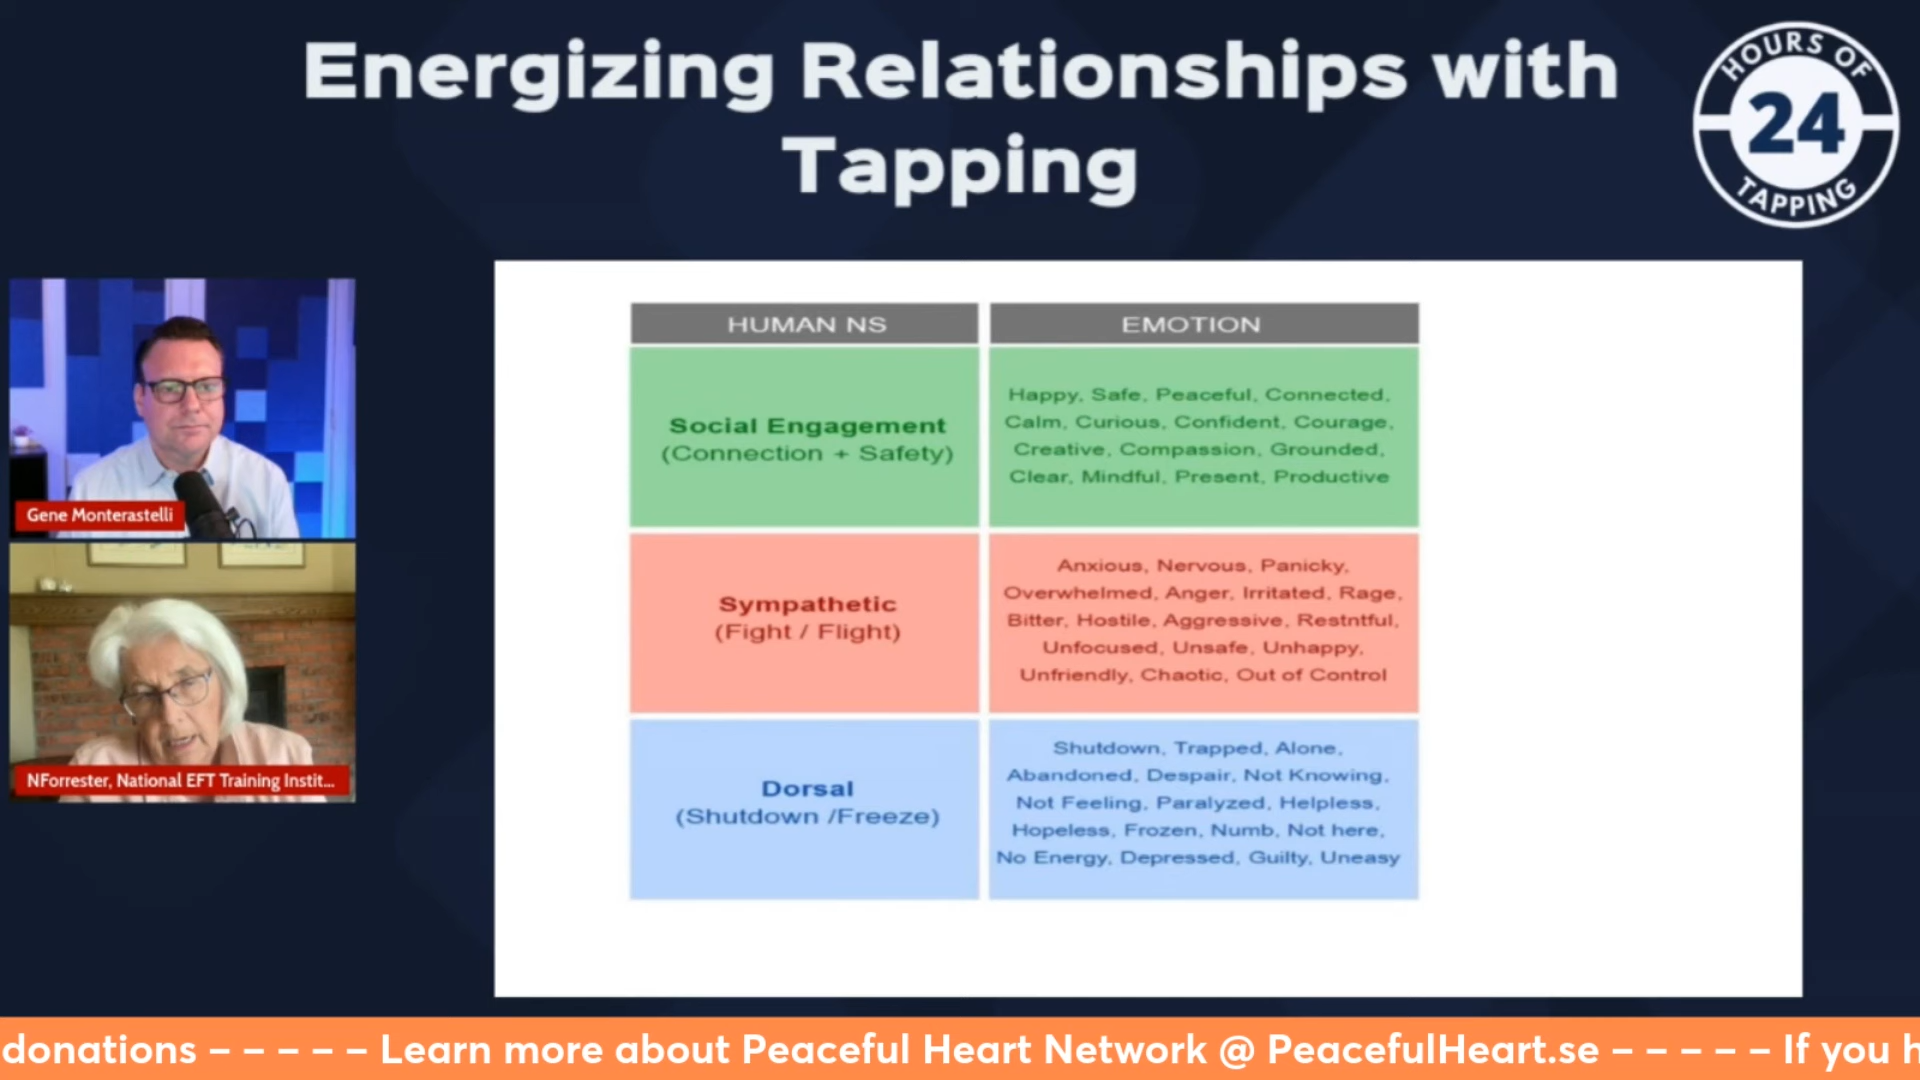 Energizing Relationships with
Tapping
HOURS OF
24
TAPPING
Gene Monterastelli
NForrester, National EFT Training Instit...
HUMAN NS
EMOTION
Social Engagement
(Connection + Safety)
Happy, Safe, Peaceful, Connected,
Calm, Curious, Confident, Courage,
Creative, Compassion, Grounded,
Clear, Mindful, Present, Productive
Sympathetic
(Fight / Flight)
Anxious, Nervous, Panicky,
Overwhelmed, Anger, Irritated, Rage,
Bitter, Hostile, Aggressive, Restntful,
Unfocused, Unsafe, Unhappy,
Unfriendly, Chaotic, Out of Control
Dorsal
(Shutdown /Freeze)
Shutdown, Trapped, Alone,
Abandoned, Despair, Not Knowing,
Not Feeling, Paralyzed, Helpless,
Hopeless, Frozen, Numb, Not here,
No Energy, Depressed, Guilty, Uneasy
donations – – – – – Learn more about Peaceful Heart Network @ PeacefulHeart.se – – – – – If you h